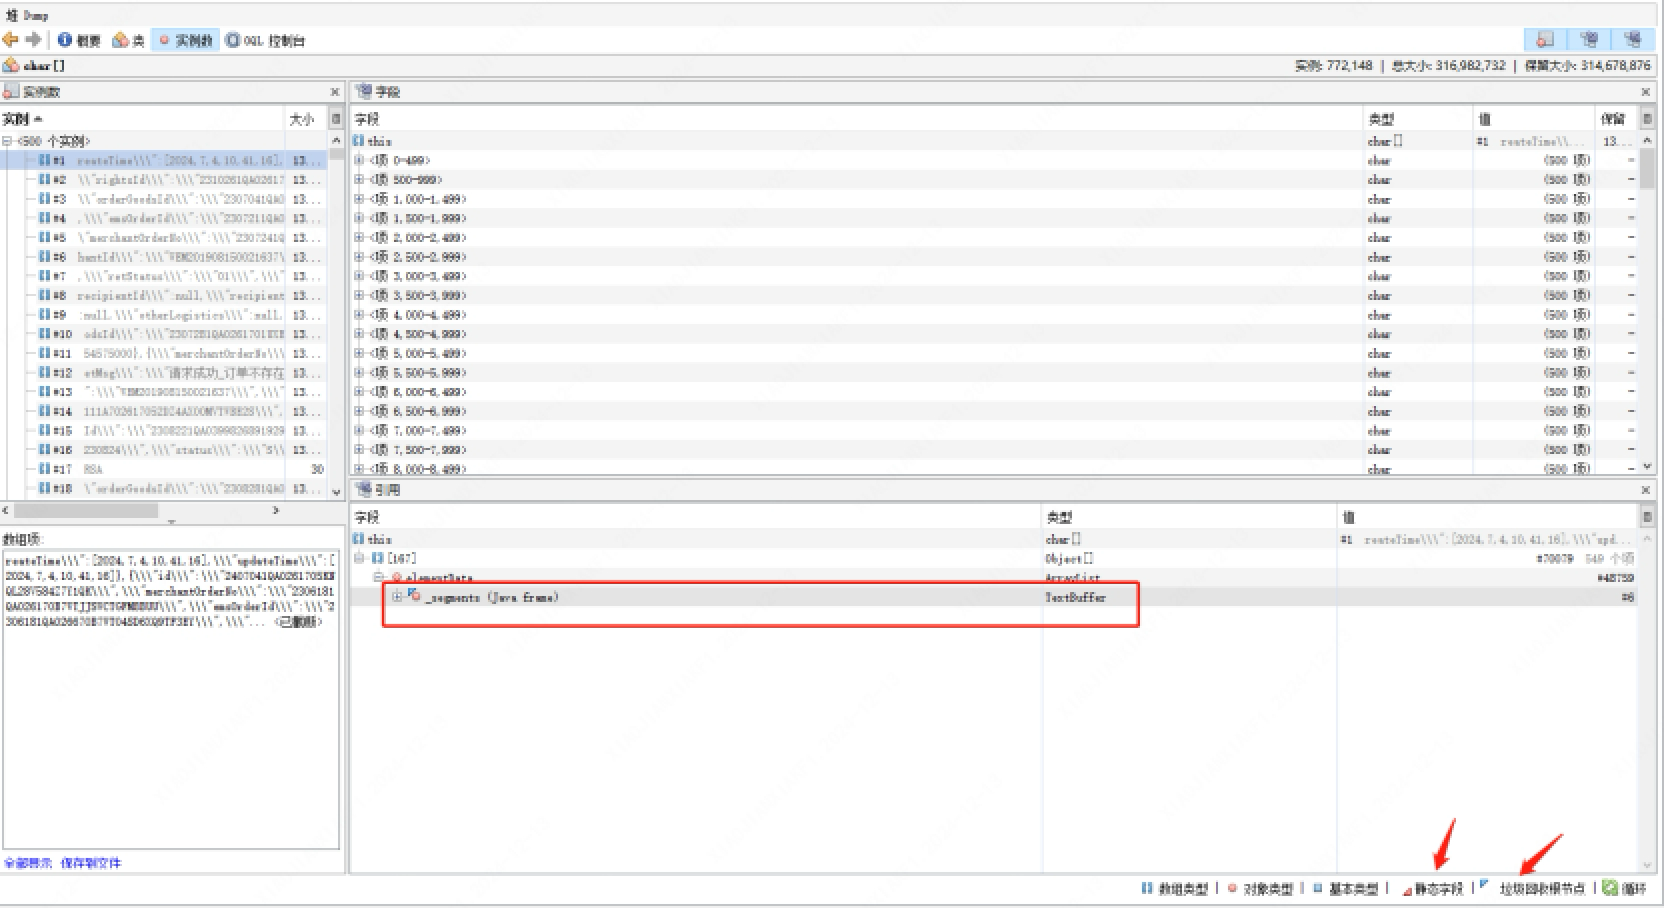 堆 Dump
概要 类 实例数 OQL 控制台
char[]
实例: 772,148 | 总大小: 316,982,732 | 保留大小: 314,678,876
实例数
实例 大小
<500 个实例>
#1 reateTime\\\":[2024,7,4,10,41,16], 13...
#2 \\"rightsId\\\":\\\"2310261QA02617 13...
#3 \\"orderGoodsId\\\":\\\"2307041QA0 13...
#4 ,\\\"emsOrderId\\\":\\\"2307211QA0 13...
#5 \"merchantOrderNo\\\":\\\"2307241Q 13...
#6 hantId\\\":\\\"VEM201908150021637\ 13...
#7 ,\\\"retStatus\\\":\\\"01\\\",\\\" 13...
#8 recipientId\\\":null,\\\"recipient 13...
#9 :null,\\\"otherLogistics\\\":null, 13...
#10 odsId\\\":\\\"2307281QA0261701 13...
#11 54575000},{\\\"merchantOrderNo\\\ 13...
#12 etMsg\\\":\\\"请求成功_订单不存在 13...
#13 ":\\\"VEM201908150021637\\\",\\\" 13...
#14 13...
#15 Id\\\":\\\"2308221QA0399826891929 13...
#16 230824\\\",\\\"status\\\":\\\"S\\\ 13...
#17 RSA 30
#18 \"orderGoodsId\\\":\\\"2308281QA0 13...
数组项:
reateTime\\\":[2024,7,4,10,41,16],\\\"updateTime\\\":[
2024,7,4,10,41,16]},{\\\"id\\\":
\\\"merchantOrderNo\\\":
\\\"emsOrderId\\\":
<已截断>
全部显示 保存到文件
字段
字段 类型 值 保留
this char[] #1 reateTime\\... 13...
<项 0-499> char (500 项) -
<项 500-999> char (500 项) -
<项 1,000-1,499> char (500 项) -
<项 1,500-1,999> char (500 项) -
<项 2,000-2,499> char (500 项) -
<项 2,500-2,999> char (500 项) -
<项 3,000-3,499> char (500 项) -
<项 3,500-3,999> char (500 项) -
<项 4,000-4,499> char (500 项) -
<项 4,500-4,999> char (500 项) -
<项 5,000-5,499> char (500 项) -
<项 5,500-5,999> char (500 项) -
<项 6,000-6,499> char (500 项) -
<项 6,500-6,999> char (500 项) -
<项 7,000-7,499> char (500 项) -
<项 7,500-7,999> char (500 项) -
<项 8,000-8,499> char (500 项) -
引用
字段 类型 值
this char[] #1 reateTime\\\":[2024,7,4,10,41,16],\\\"upd...
[167] Object[] #70079 549 个项
elementData ArrayList #48759
_segments (Java frame) TextBuffer #6
数组类型 | 对象类型 | 基本类型 | 静态字段 | 垃圾回收根节点 | 循环